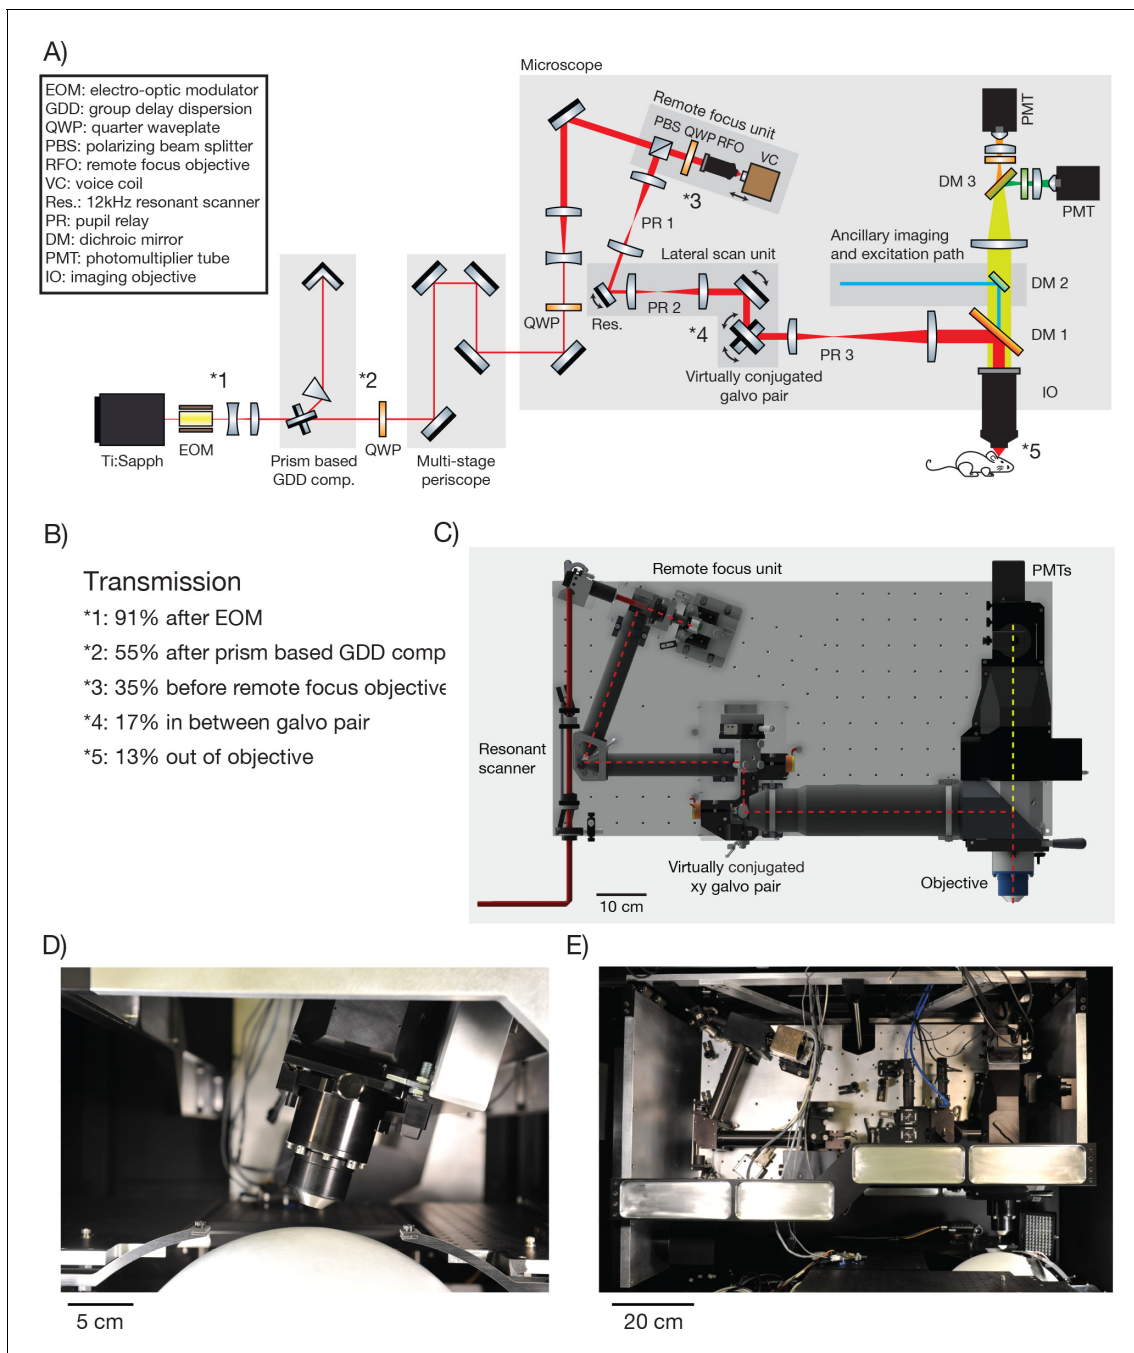 A)
EOM: electro-optic modulator
GDD: group delay dispersion
QWP: quarter waveplate
PBS: polarizing beam splitter
RFO: remote focus objective
VC: voice coil
Res.: 12kHz resonant scanner
PR: pupil relay
DM: dichroic mirror
PMT: photomultiplier tube
IO: imaging objective
Microscope
Remote focus unit
PBS
QWP
RFO
VC
*3
PR 1
PMT
DM 3
PMT
Ancillary imaging
and excitation path
DM 2
Lateral scan unit
PR 2
Res.
*4
QWP
DM 1
PR 3
Virtually conjugated
galvo pair
IO
*5
*1
*2
Ti:Sapph
EOM
Prism based
GDD comp.
QWP
Multi-stage
periscope
B)
Transmission
*1: 91% after EOM
*2: 55% after prism based GDD comp
*3: 35% before remote focus objective
*4: 17% in between galvo pair
*5: 13% out of objective
C)
Remote focus unit
PMTs
Resonant
scanner
Virtually conjugated
xy galvo pair
Objective
10 cm
D)
5 cm
E)
20 cm